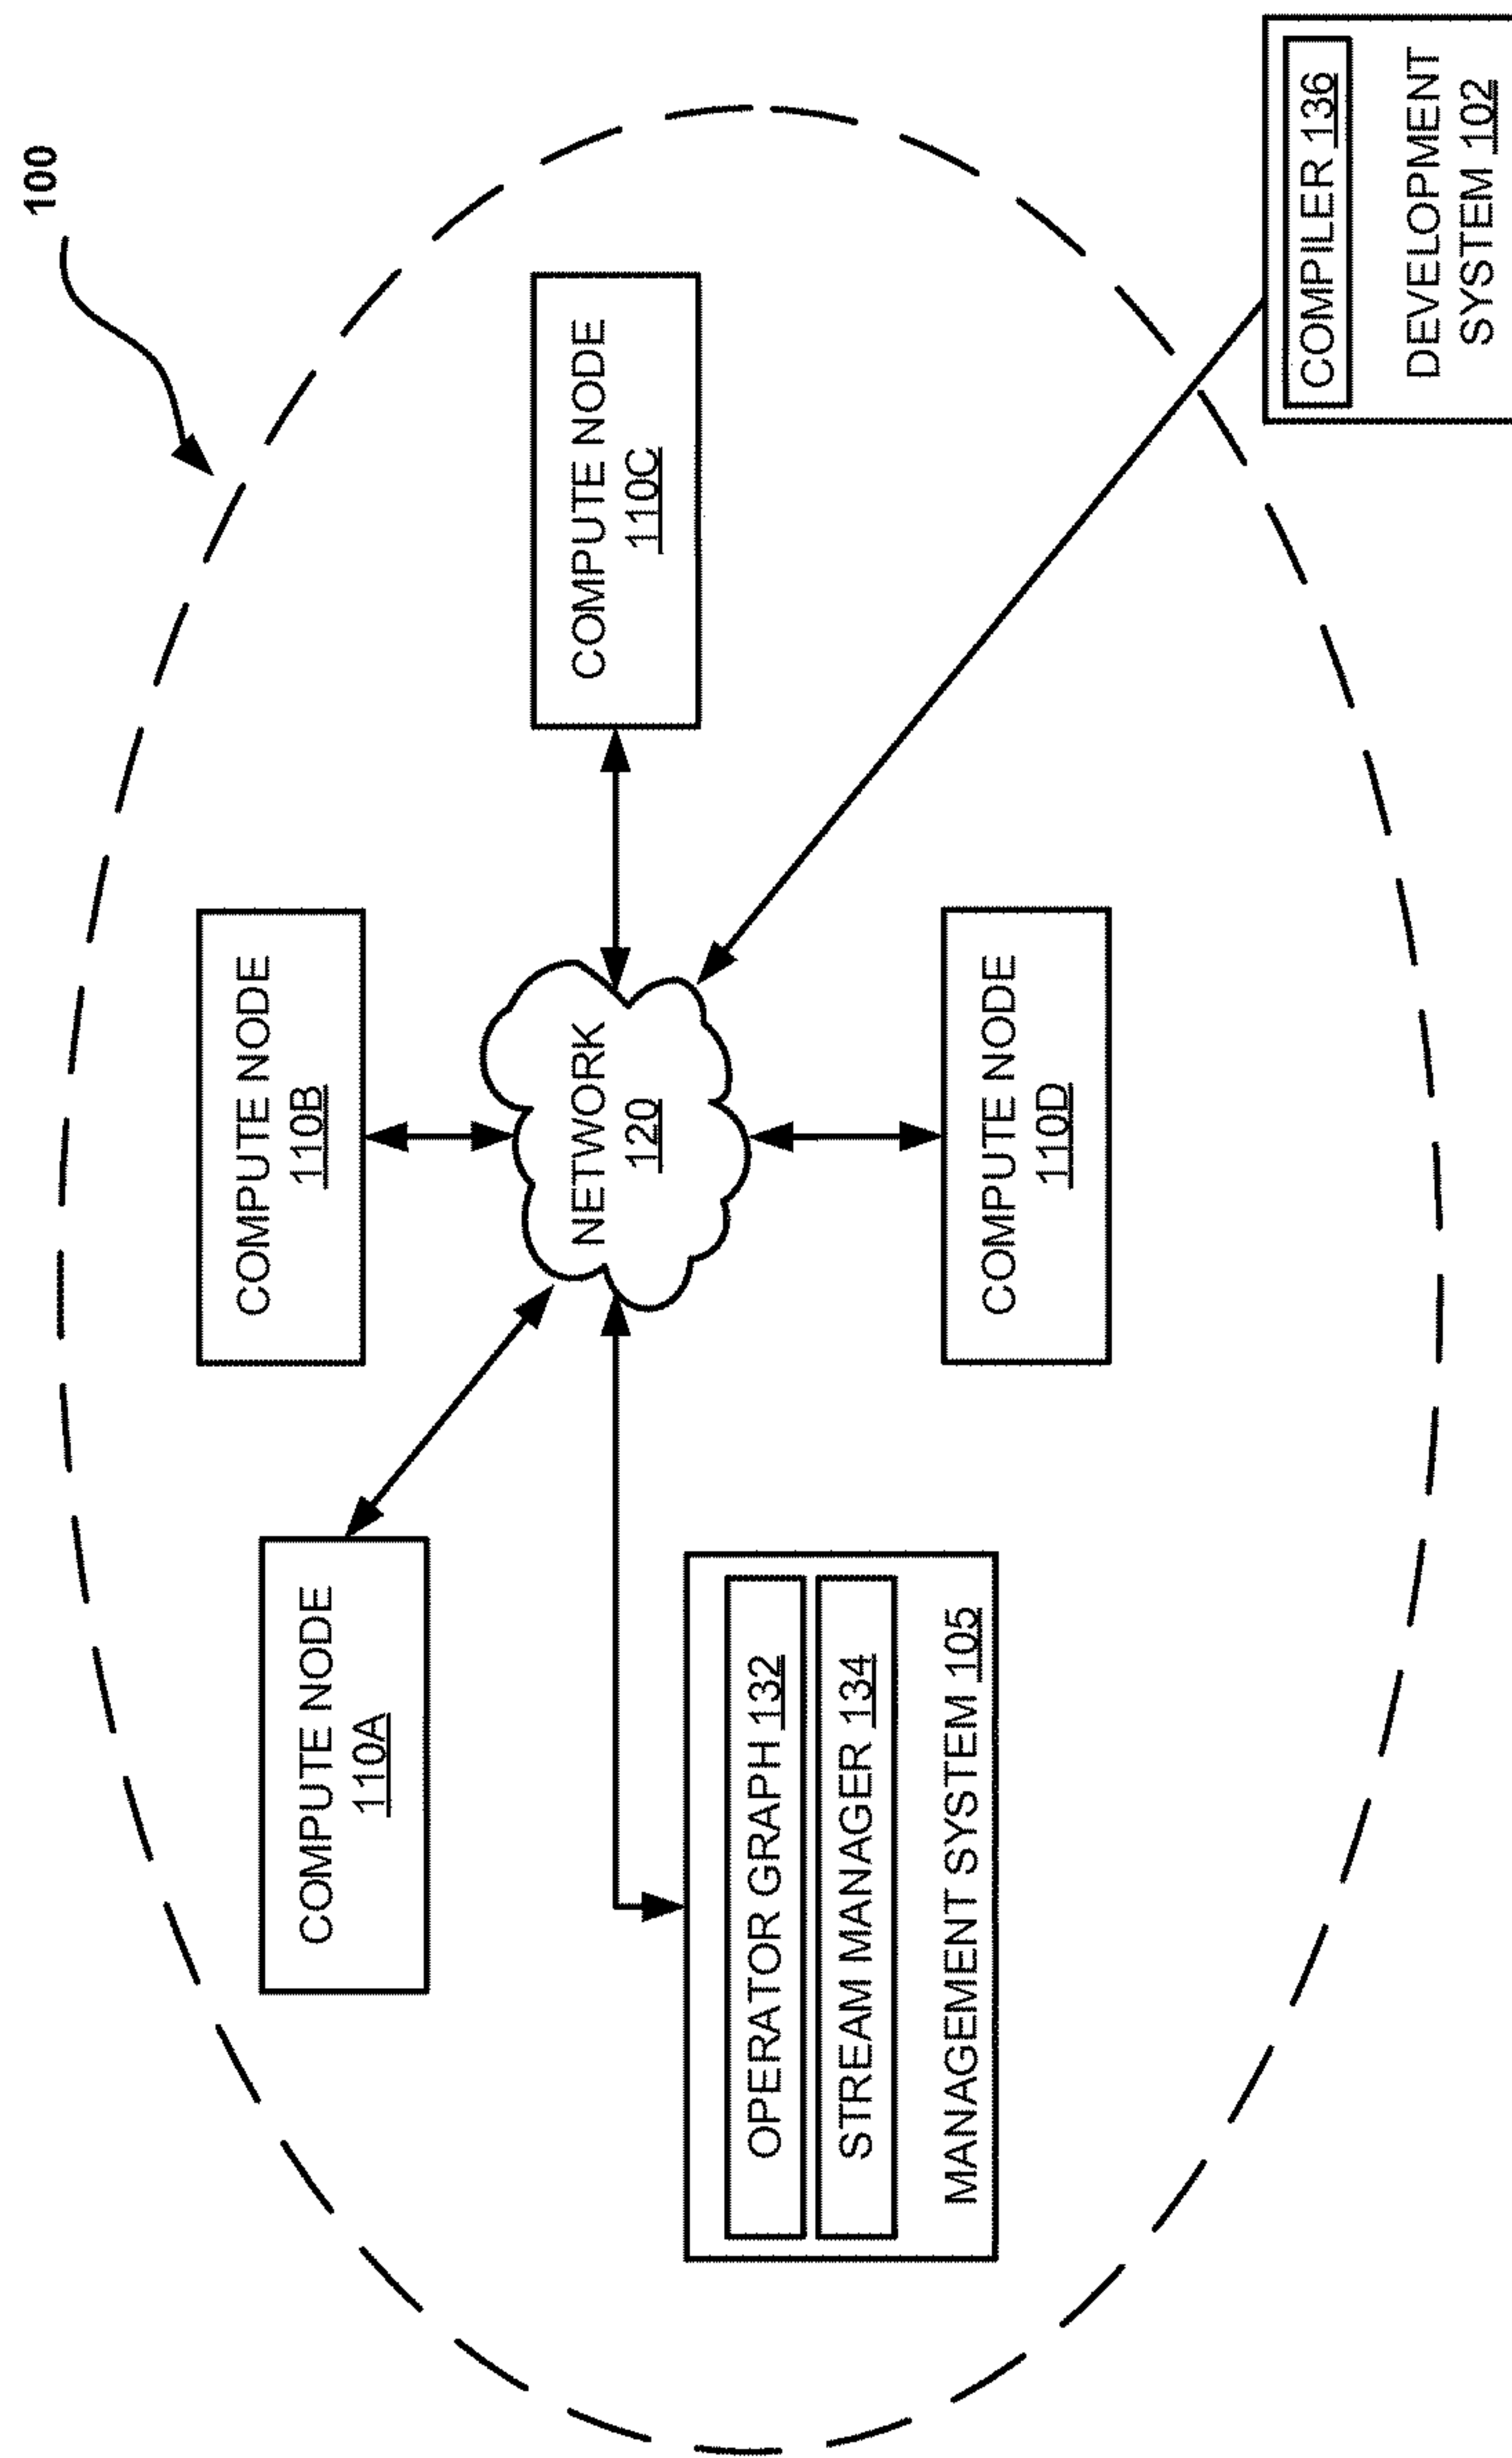 100
COMPUTE NODE
110A
COMPUTE NODE
110B
COMPUTE NODE
110C
NETWORK
120
OPERATOR GRAPH 132
STREAM MANAGER 134
MANAGEMENT SYSTEM 105
COMPUTE NODE
110D
COMPILER 136
DEVELOPMENT
SYSTEM 102